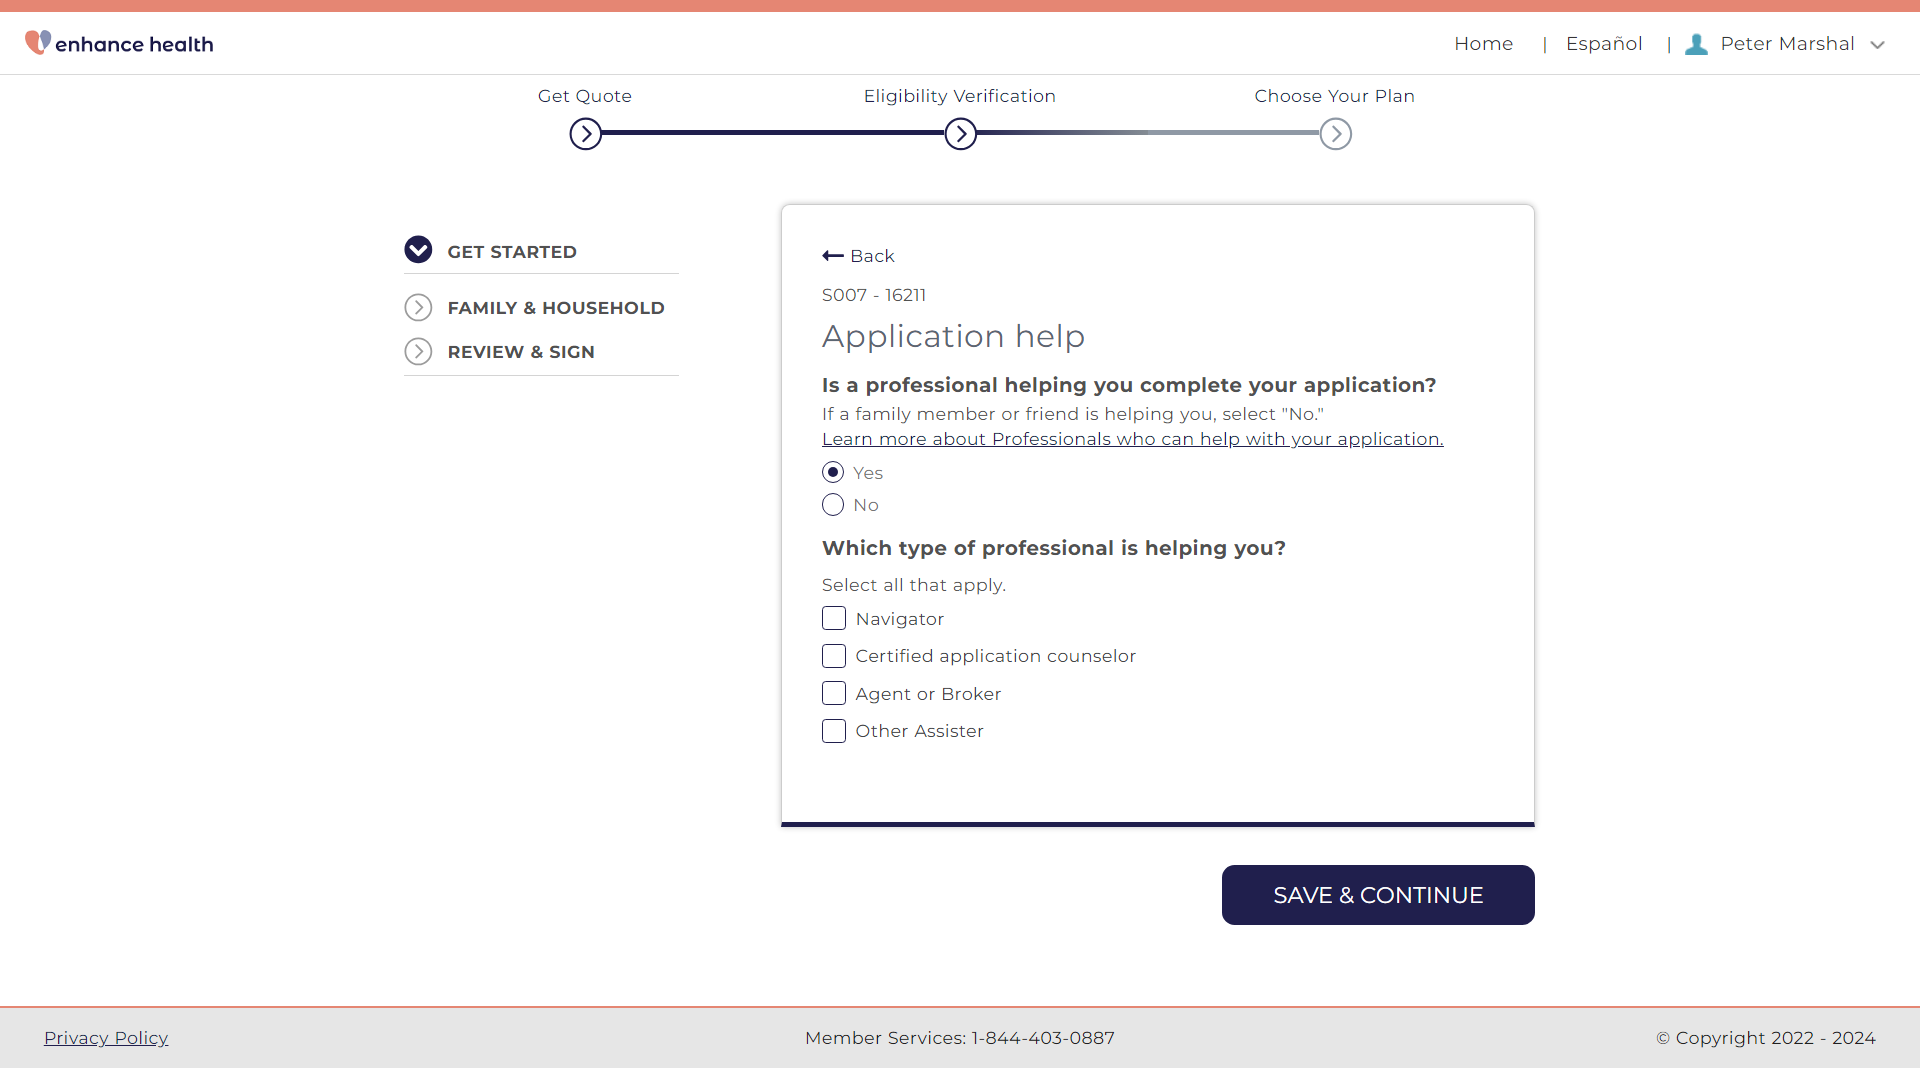 enhance health
Home | Español | Peter Marshal
Get Quote
Eligibility Verification
Choose Your Plan
GET STARTED
FAMILY & HOUSEHOLD
REVIEW & SIGN
Back
S007 - 16211
Application help
Is a professional helping you complete your application?
If a family member or friend is helping you, select "No."
Learn more about Professionals who can help with your application.
Yes
No
Which type of professional is helping you?
Select all that apply.
Navigator
Certified application counselor
Agent or Broker
Other Assister
SAVE & CONTINUE
Privacy Policy
Member Services: 1-844-403-0887
© Copyright 2022 - 2024